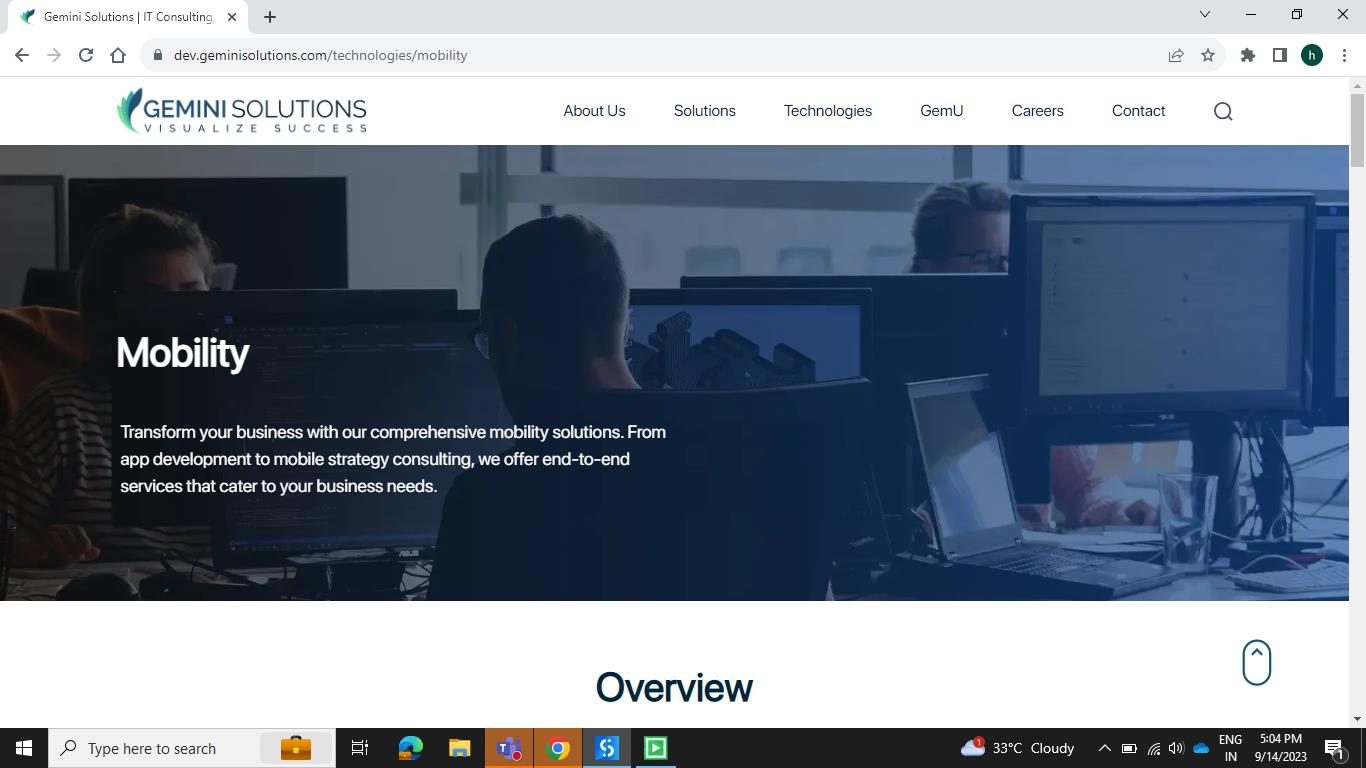 Gemini Solutions | IT Consulting,
dev.geminisolutions.com/technologies/mobility
h
GEMINI SOLUTIONS
VISUALIZE SUCCESS
About Us
Solutions
Technologies
GemU
Careers
Contact
Mobility
Transform your business with our comprehensive mobility solutions. From
app development to mobile strategy consulting, we offer end-to-end
services that cater to your business needs.
ASUS
Overview
Type here to search
1
33°C Cloudy
ENG
IN
5:04 PM
9/14/2023
1